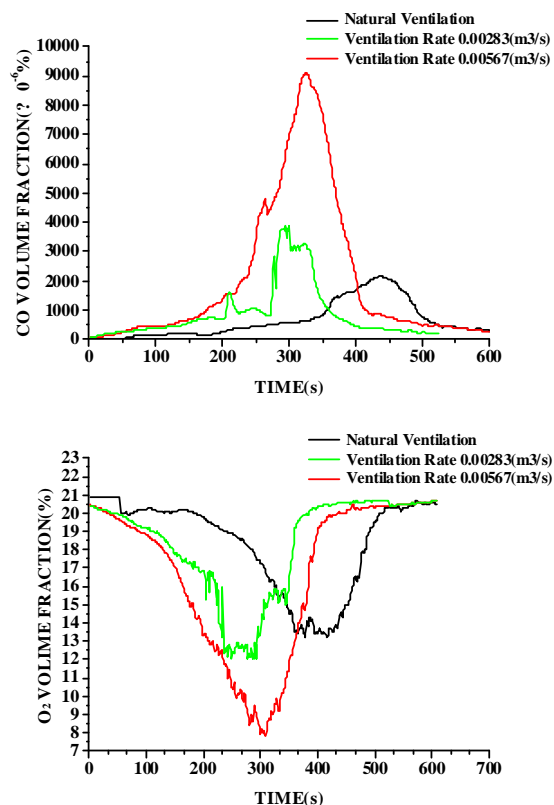 Natural Ventilation
Ventilation Rate 0.00283(m3/s)
Ventilation Rate 0.00567(m3/s)
CO VOLUME FRACTION(? 0-6%)
10000
9000
8000
7000
6000
5000
4000
3000
2000
1000
0
0 100 200 300 400 500 600
TIME(s)
Natural Ventilation
Ventilation Rate 0.00283(m3/s)
Ventilation Rate 0.00567(m3/s)
O2 VOLIME FRACTION(%)
23
22
21
20
19
18
17
16
15
14
13
12
11
10
9
8
7
0 100 200 300 400 500 600 700
TIME(s)